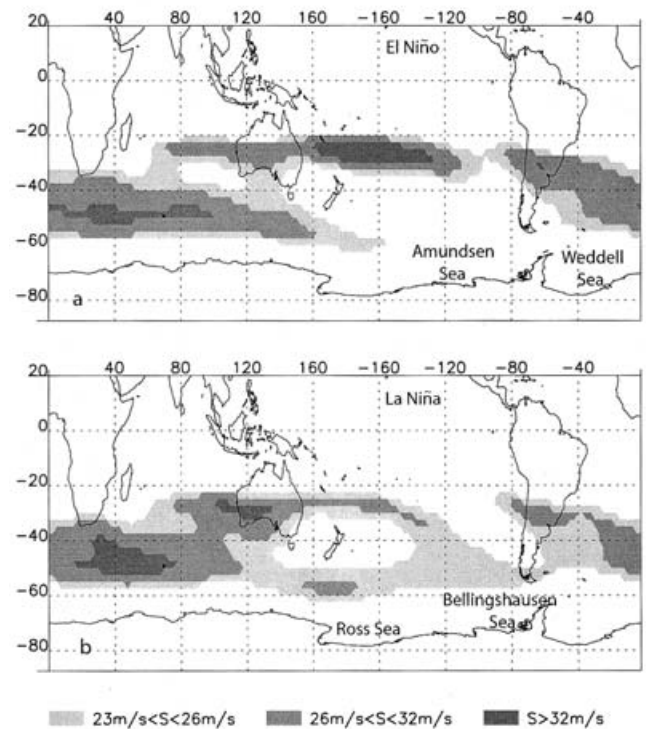 40 80 120 160 -160 -120 -80 -40
20
El Niño
0
-20
-40
-60
Amundsen Weddell
Sea Sea
-80
a
40 80 120 160 -160 -120 -80 -40
20
La Niña
0
-20
-40
-60
Bellingshausen
Ross Sea Sea
-80
b
23m/s<S<26m/s 26m/s<S<32m/s S>32m/s